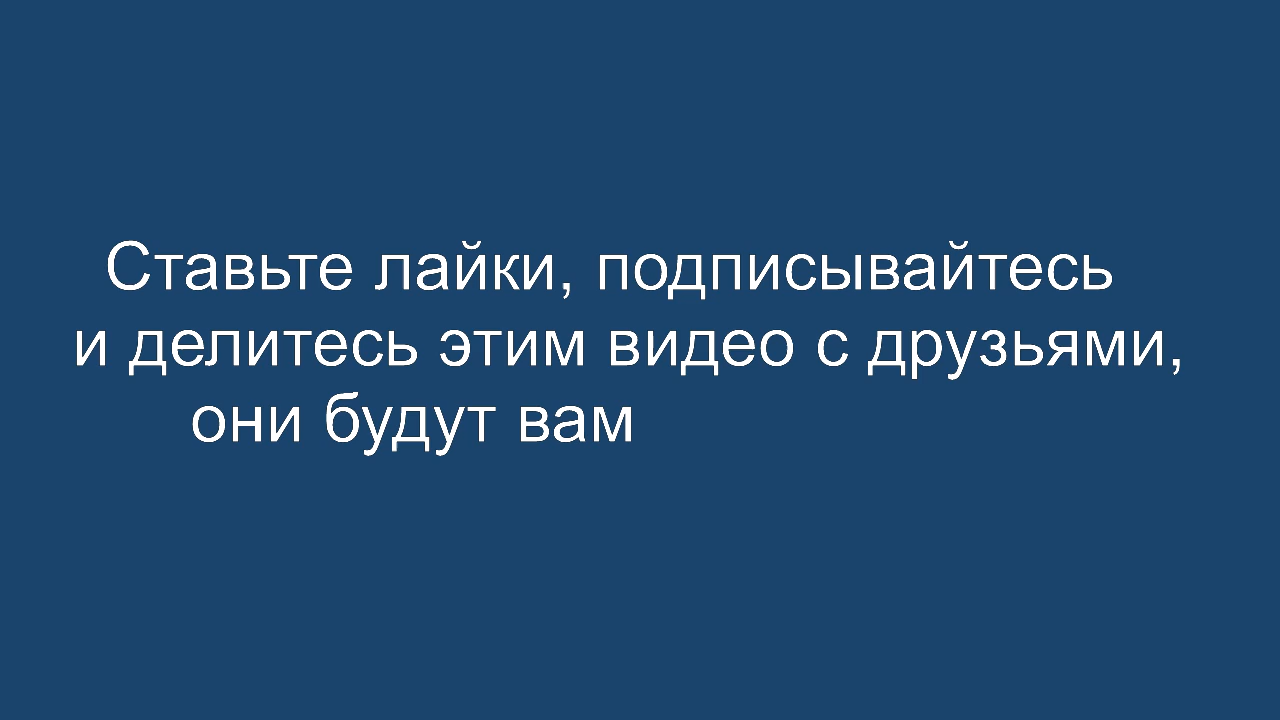 Ставьте лайки, подписывайтесь
и делитесь этим видео с друзьями,
они будут вам